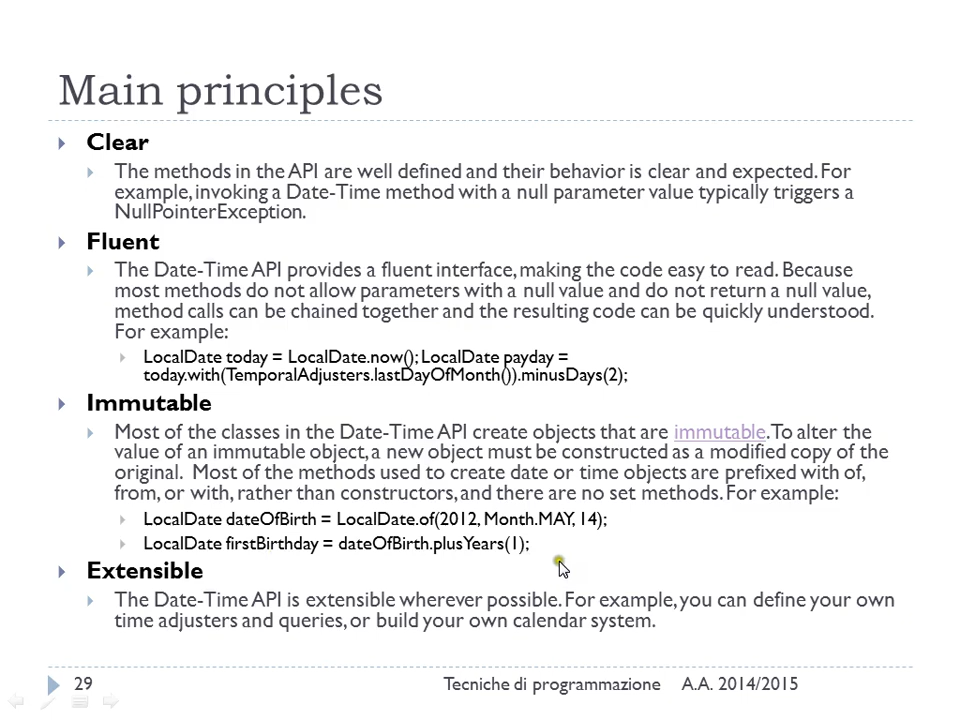 Main principles
Clear
The methods in the API are well defined and their behavior is clear and expected. For
example, invoking a Date-Time method with a null parameter value typically triggers a
NullPointerException.
Fluent
The Date-Time API provides a fluent interface, making the code easy to read. Because
most methods do not allow parameters with a null value and do not return a null value,
method calls can be chained together and the resulting code can be quickly understood.
For example:
LocalDate today = LocalDate.now(); LocalDate payday =
today.with(TemporalAdjusters.lastDayOfMonth()).minusDays(2);
Immutable
Most of the classes in the Date-Time API create objects that are immutable. To alter the
value of an immutable object, a new object must be constructed as a modified copy of the
original. Most of the methods used to create date or time objects are prefixed with of,
from, or with, rather than constructors, and there are no set methods. For example:
LocalDate dateOfBirth = LocalDate.of(2012, Month.MAY, 14);
LocalDate firstBirthday = dateOfBirth.plusYears(1);
Extensible
The Date-Time API is extensible wherever possible. For example, you can define your own
time adjusters and queries, or build your own calendar system.
29 Tecniche di programmazione A.A. 2014/2015